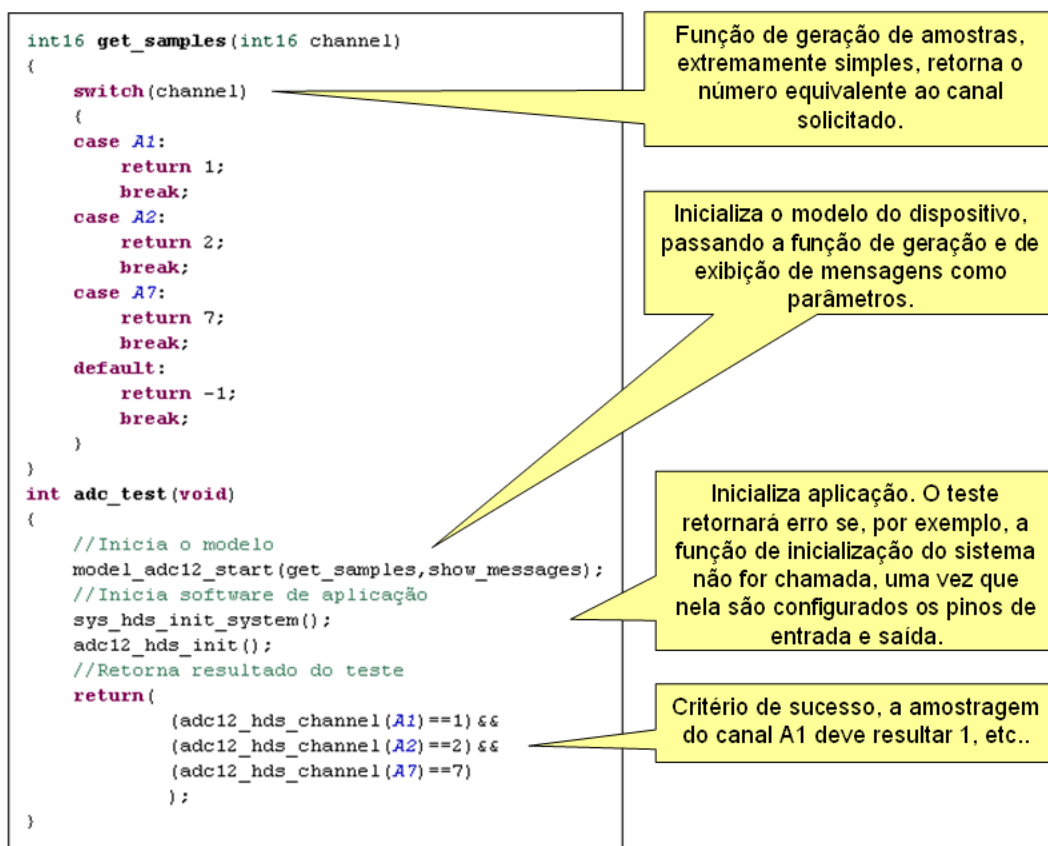 int16 get_samples(int16 channel)
{
    switch(channel)
    {
    case A1:
        return 1;
        break;
    case A2:
        return 2;
        break;
    case A7:
        return 7;
        break;
    default:
        return -1;
        break;
    }
}
int adc_test(void)
{
    //Inicia o modelo
    model_adc12_start(get_samples,show_messages);
    //Inicia software de aplicação
    sys_hds_init_system();
    adc12_hds_init();
    //Retorna resultado do teste
    return(
            (adc12_hds_channel(A1)==1)&&
            (adc12_hds_channel(A2)==2)&&
            (adc12_hds_channel(A7)==7)
            );
}
Função de geração de amostras,
extremamente simples, retorna o
número equivalente ao canal
solicitado.
Inicializa o modelo do dispositivo,
passando a função de geração e de
exibição de mensagens como
parâmetros.
Inicializa aplicação. O teste
retornará erro se, por exemplo, a
função de inicialização do sistema
não for chamada, uma vez que
nela são configurados os pinos de
entrada e saída.
Critério de sucesso, a amostragem
do canal A1 deve resultar 1, etc..